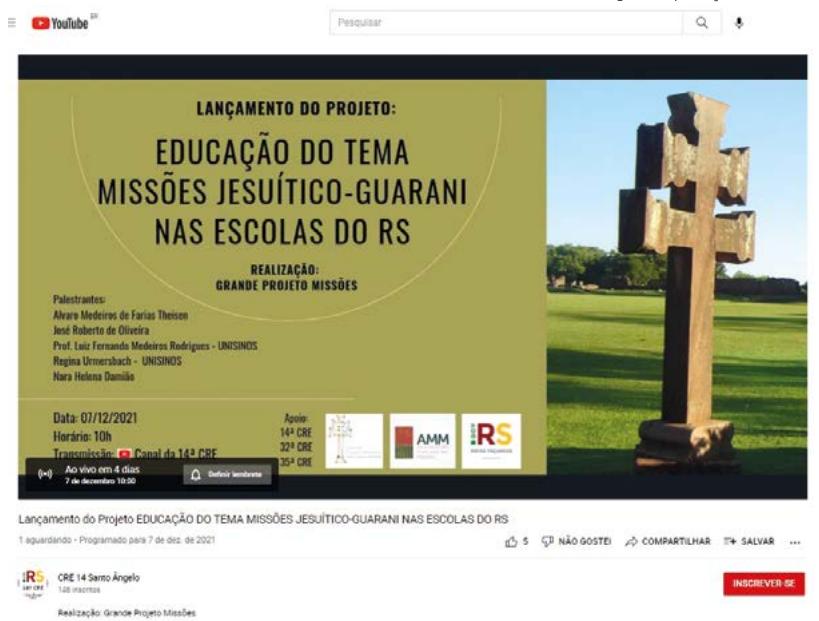 YouTube BR
Pesquisar
LANÇAMENTO DO PROJETO:
EDUCAÇÃO DO TEMA
MISSÕES JESUÍTICO-GUARANI
NAS ESCOLAS DO RS
REALIZAÇÃO:
GRANDE PROJETO MISSÕES
Palestrantes:
Alvaro Medeiros de Farias Theisen
José Roberto de Oliveira
Prof. Luiz Fernando Medeiros Rodrigues - UNISINOS
Regina Urmersbach - UNISINOS
Nara Helena Damião
Data: 07/12/2021
Horário: 10h
Transmissão: Canal da 14ª CRE
Apoio:
14ª CRE
32ª CRE
35ª CRE
AMM
GOV RS
Ao vivo em 4 dias
7 de dezembro 10:00
Definir lembrete
Lançamento do Projeto EDUCAÇÃO DO TEMA MISSÕES JESUÍTICO-GUARANI NAS ESCOLAS DO RS
1 aguardando - Programado para 7 de dez. de 2021
5 NÃO GOSTEI COMPARTILHAR SALVAR ...
RS
14ª CRE
CRE 14 Santo Ângelo
148 inscritos
INSCREVER-SE
Realização: Grande Projeto Missões